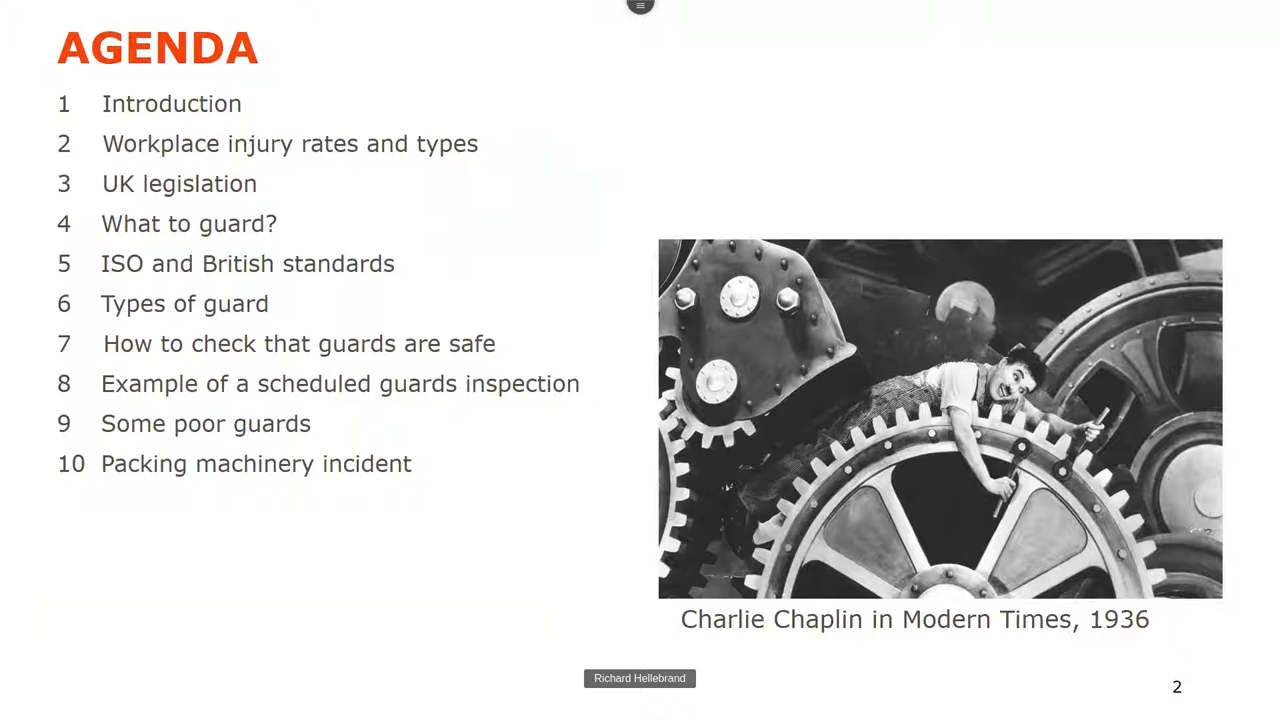 AGENDA
1 Introduction
2 Workplace injury rates and types
3 UK legislation
4 What to guard?
5 ISO and British standards
6 Types of guard
7 How to check that guards are safe
8 Example of a scheduled guards inspection
9 Some poor guards
10 Packing machinery incident
Charlie Chaplin in Modern Times, 1936
Richard Hellebrand
2